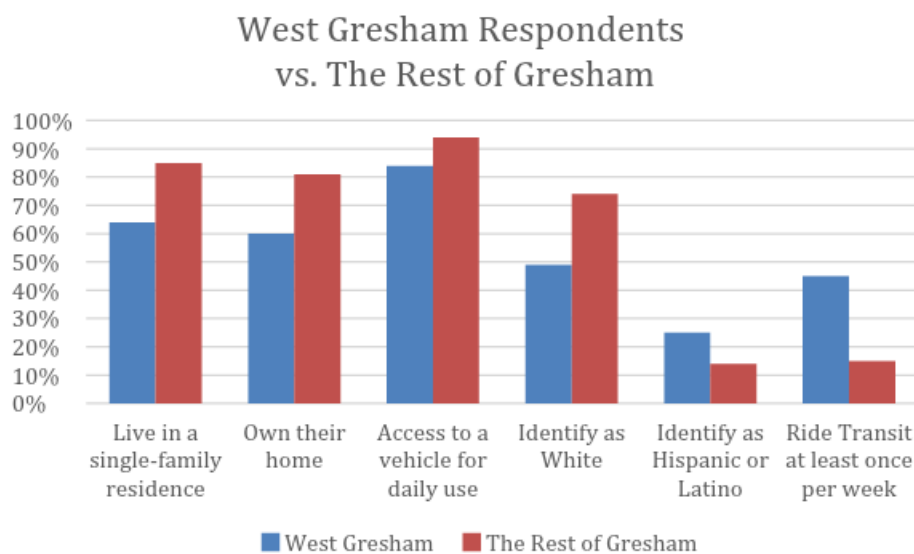 West Gresham Respondents
vs. The Rest of Gresham
100%
90%
80%
70%
60%
50%
40%
30%
20%
10%
0%
Live in a
single-family
residence
Own their
home
Access to a
vehicle for
daily use
Identify as
White
Identify as
Hispanic or
Latino
Ride Transit
at least once
per week
West Gresham
The Rest of Gresham